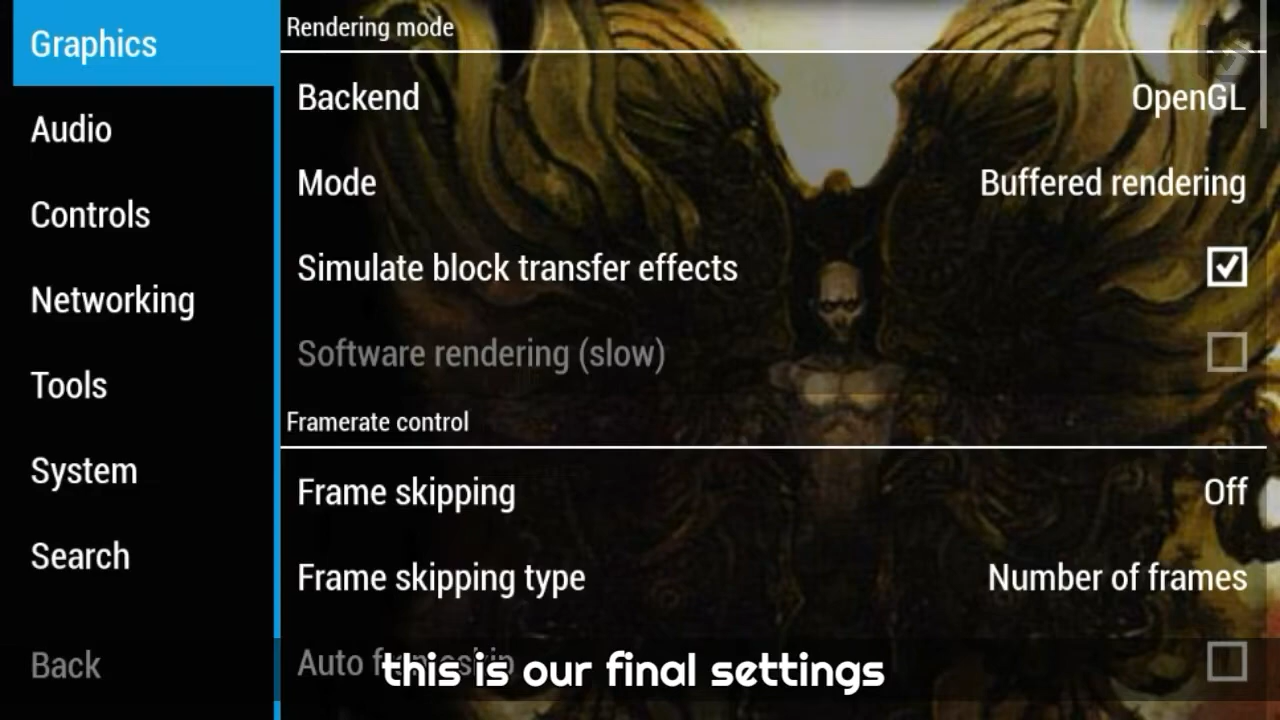 Graphics
Audio
Controls
Networking
Tools
System
Search
Back
Rendering mode
Backend OpenGL
Mode Buffered rendering
Simulate block transfer effects
Software rendering (slow)
Framerate control
Frame skipping Off
Frame skipping type Number of frames
Auto
this is our final settings